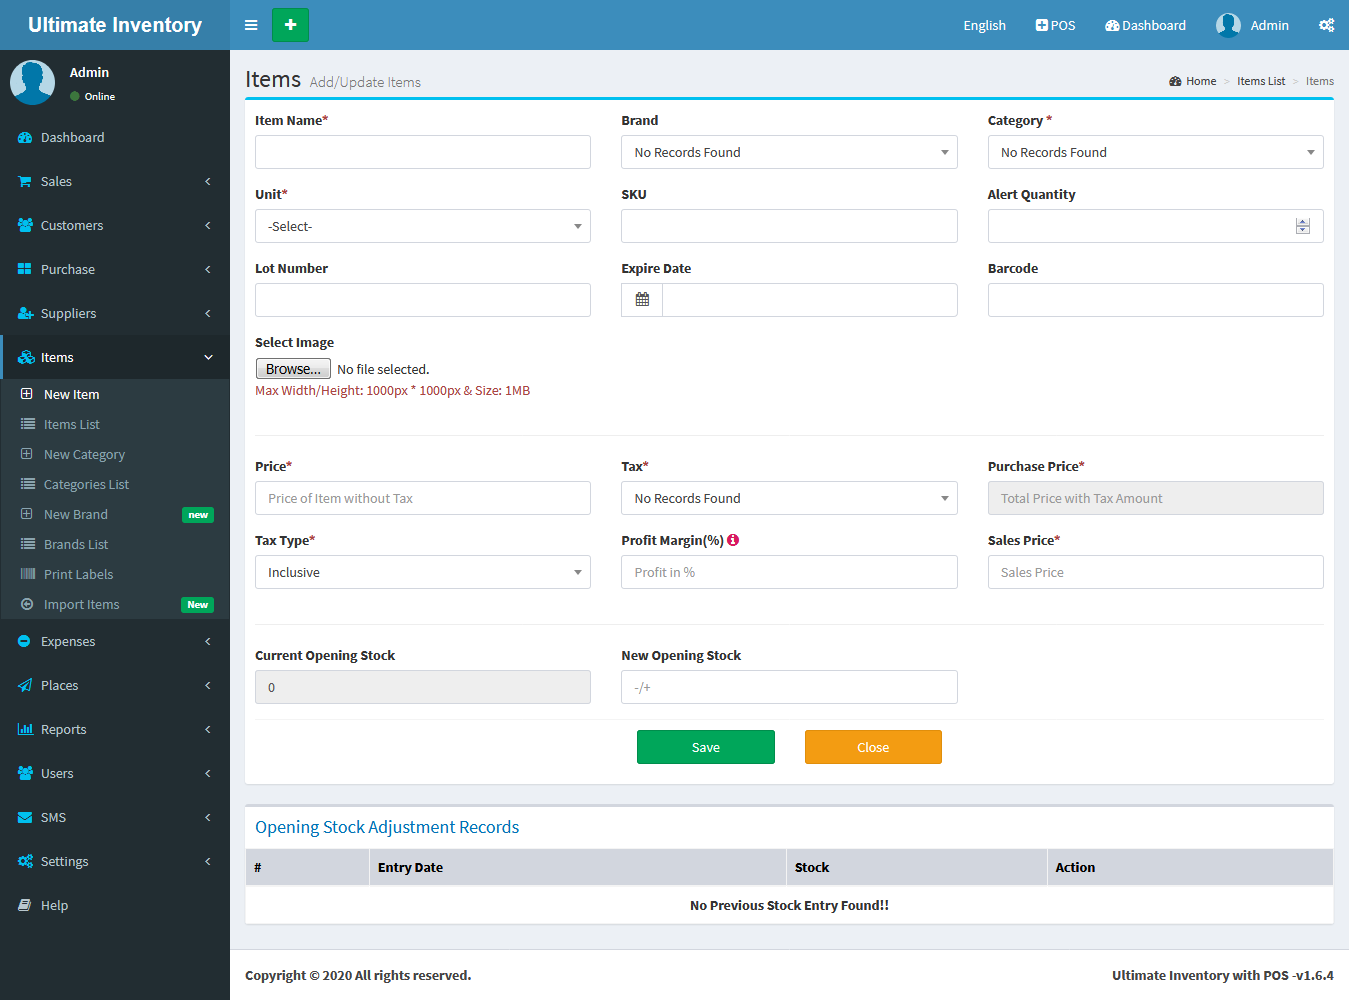 Ultimate Inventory
English
POS
Dashboard
Admin
Admin
Online
Dashboard
Sales
Customers
Purchase
Suppliers
Items
New Item
Items List
New Category
Categories List
New Brand new
Brands List
Print Labels
Import Items New
Expenses
Places
Reports
Users
SMS
Settings
Help
Items Add/Update Items
Home > Items List > Items
Item Name* Brand Category *
No Records Found No Records Found
Unit* SKU Alert Quantity
-Select-
Lot Number Expire Date Barcode
Select Image
Browse... No file selected.
Max Width/Height: 1000px * 1000px & Size: 1MB
Price* Tax* Purchase Price*
Price of Item without Tax No Records Found Total Price with Tax Amount
Tax Type* Profit Margin(%) Sales Price*
Inclusive Profit in % Sales Price
Current Opening Stock New Opening Stock
0 -/+
Save Close
Opening Stock Adjustment Records
# Entry Date Stock Action
No Previous Stock Entry Found!!
Copyright © 2020 All rights reserved. Ultimate Inventory with POS -v1.6.4